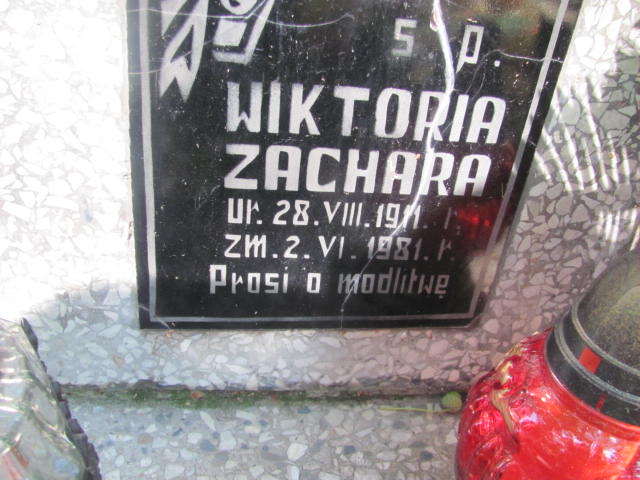 Ś. P.
WIKTORIA
ZACHARA
Ur. 28.VIII.1911. r.
Zm. 2. VI. 1981. r.
Prosi o modlitwę